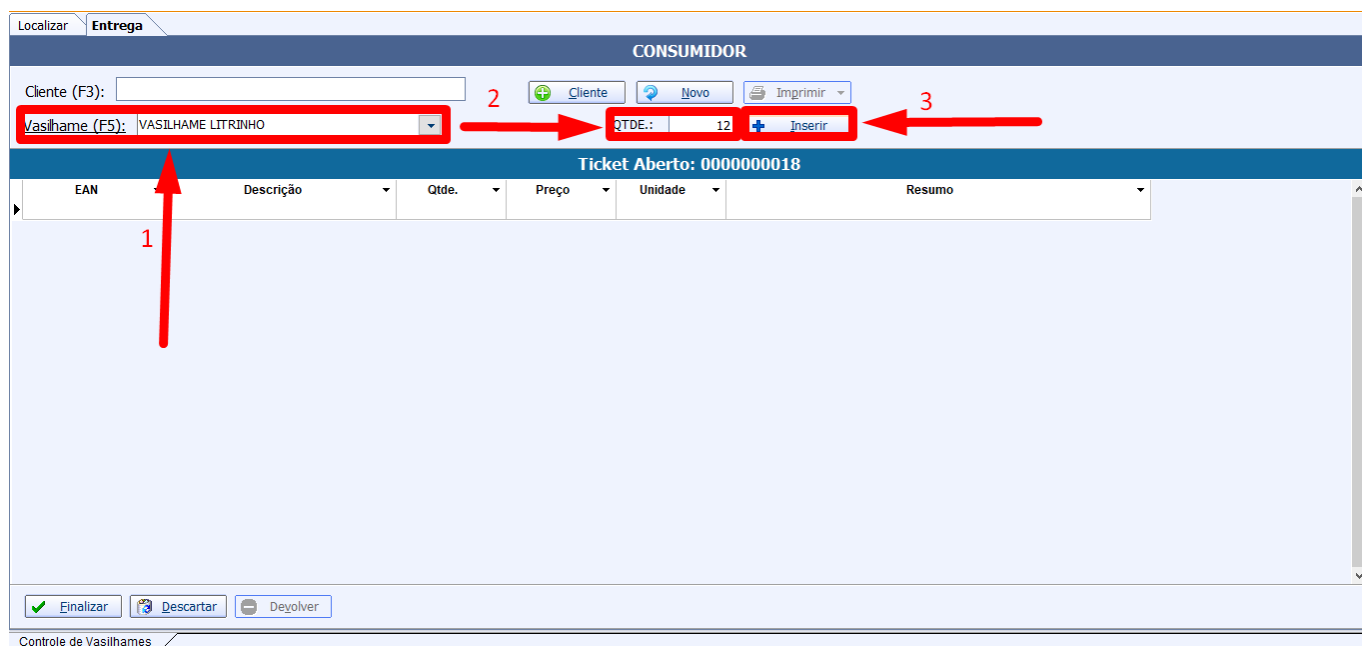 Localizar Entrega
CONSUMIDOR
Cliente (F3): 2 Cliente Novo Imprimir 3
Vasilhame (F5): VASILHAME LITRINHO QTDE.: 12 Inserir
Ticket Aberto: 0000000018
EAN Descrição Qtde. Preço Unidade Resumo
1
Finalizar Descartar Devolver
Controle de Vasilhames